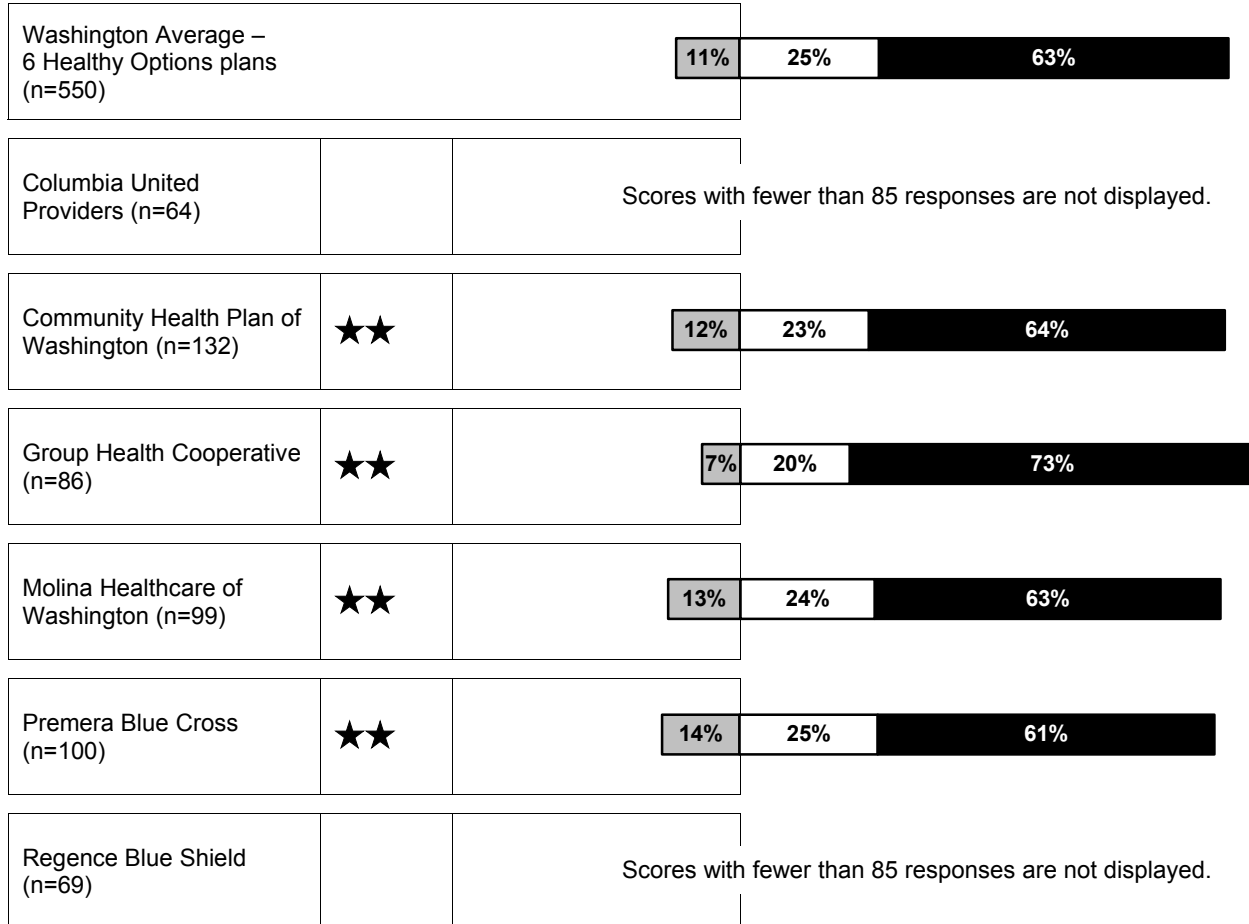 Washington Average –
6 Healthy Options plans
(n=550)
11% 25% 63%
Columbia United
Providers (n=64)
Scores with fewer than 85 responses are not displayed.
Community Health Plan of
Washington (n=132)
★★
12% 23% 64%
Group Health Cooperative
(n=86)
★★
7% 20% 73%
Molina Healthcare of
Washington (n=99)
★★
13% 24% 63%
Premera Blue Cross
(n=100)
★★
14% 25% 61%
Regence Blue Shield
(n=69)
Scores with fewer than 85 responses are not displayed.